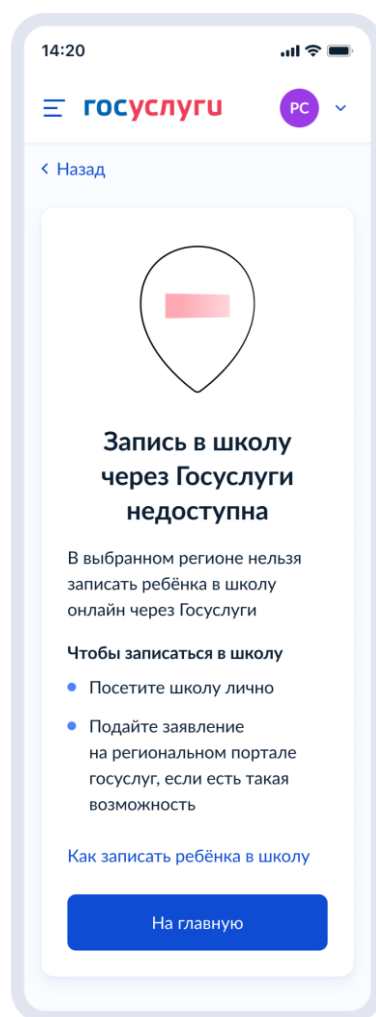 14:20
госуслуги
РС
Назад
Запись в школу
через Госуслуги
недоступна
В выбранном регионе нельзя
записать ребёнка в школу
онлайн через Госуслуги
Чтобы записаться в школу
Посетите школу лично
Подайте заявление
на региональном портале
госуслуг, если есть такая
возможность
Как записать ребёнка в школу
На главную